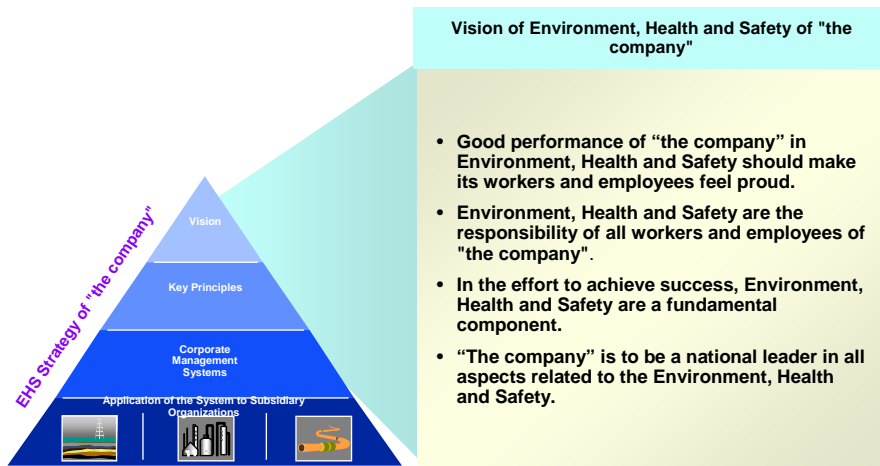 Vision of Environment, Health and Safety of "the
company"
EHS Strategy of "the company"
Vision
Key Principles
Corporate
Management
Systems
Application of the System to Subsidiary
Organizations
• Good performance of “the company” in
Environment, Health and Safety should make
its workers and employees feel proud.
• Environment, Health and Safety are the
responsibility of all workers and employees of
"the company".
• In the effort to achieve success, Environment,
Health and Safety are a fundamental
component.
• “The company” is to be a national leader in all
aspects related to the Environment, Health
and Safety.